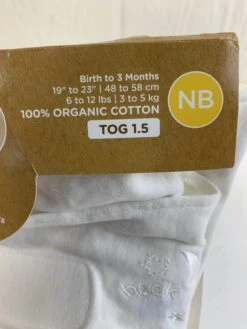 Birth to 3 Months
19" to 23" | 48 to 58 cm
6 to 12 lbs | 3 to 5 kg
100% ORGANIC COTTON
TOG 1.5
NB